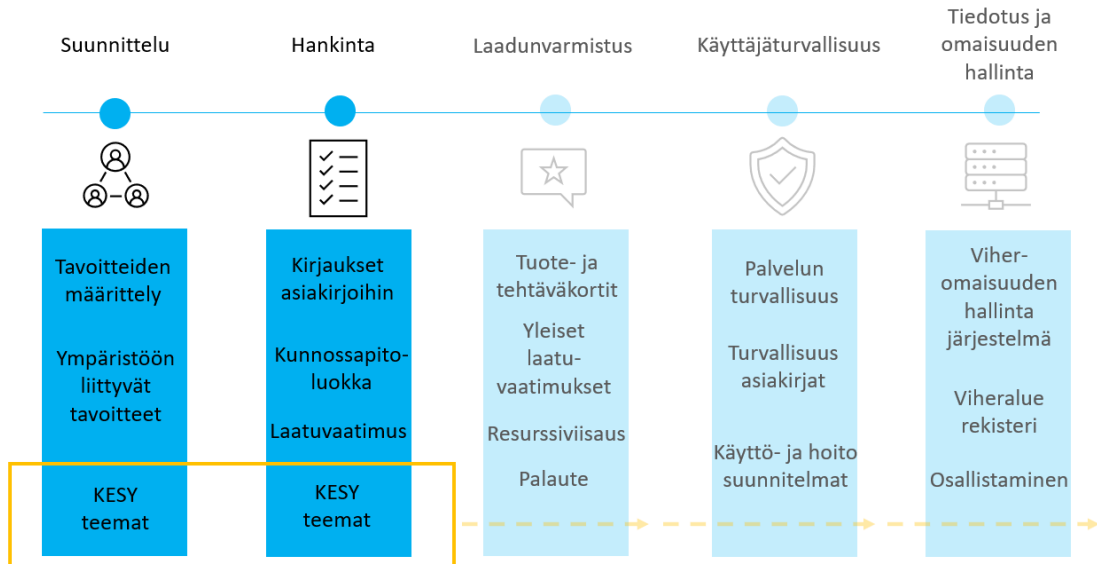 Suunnittelu
Hankinta
Laadunvarmistus
Käyttäjäturvallisuus
Tiedotus ja
omaisuuden
hallinta
Tavoitteiden
määrittely
Ympäristöön
liittyvät
tavoitteet
KESY
teemat
Kirjaukset
asiakirjoihin
Kunnossapito-
luokka
Laatuvaatimus
KESY
teemat
Tuote- ja
tehtäväkortit
Yleiset
laatu-
vaatimukset
Resurssiviisaus
Palaute
Palvelun
turvallisuus
Turvallisuus
asiakirjat
Käyttö- ja hoito
suunnitelmat
Viher-
omaisuuden
hallinta
järjestelmä
Viheralue
rekisteri
Osallistaminen